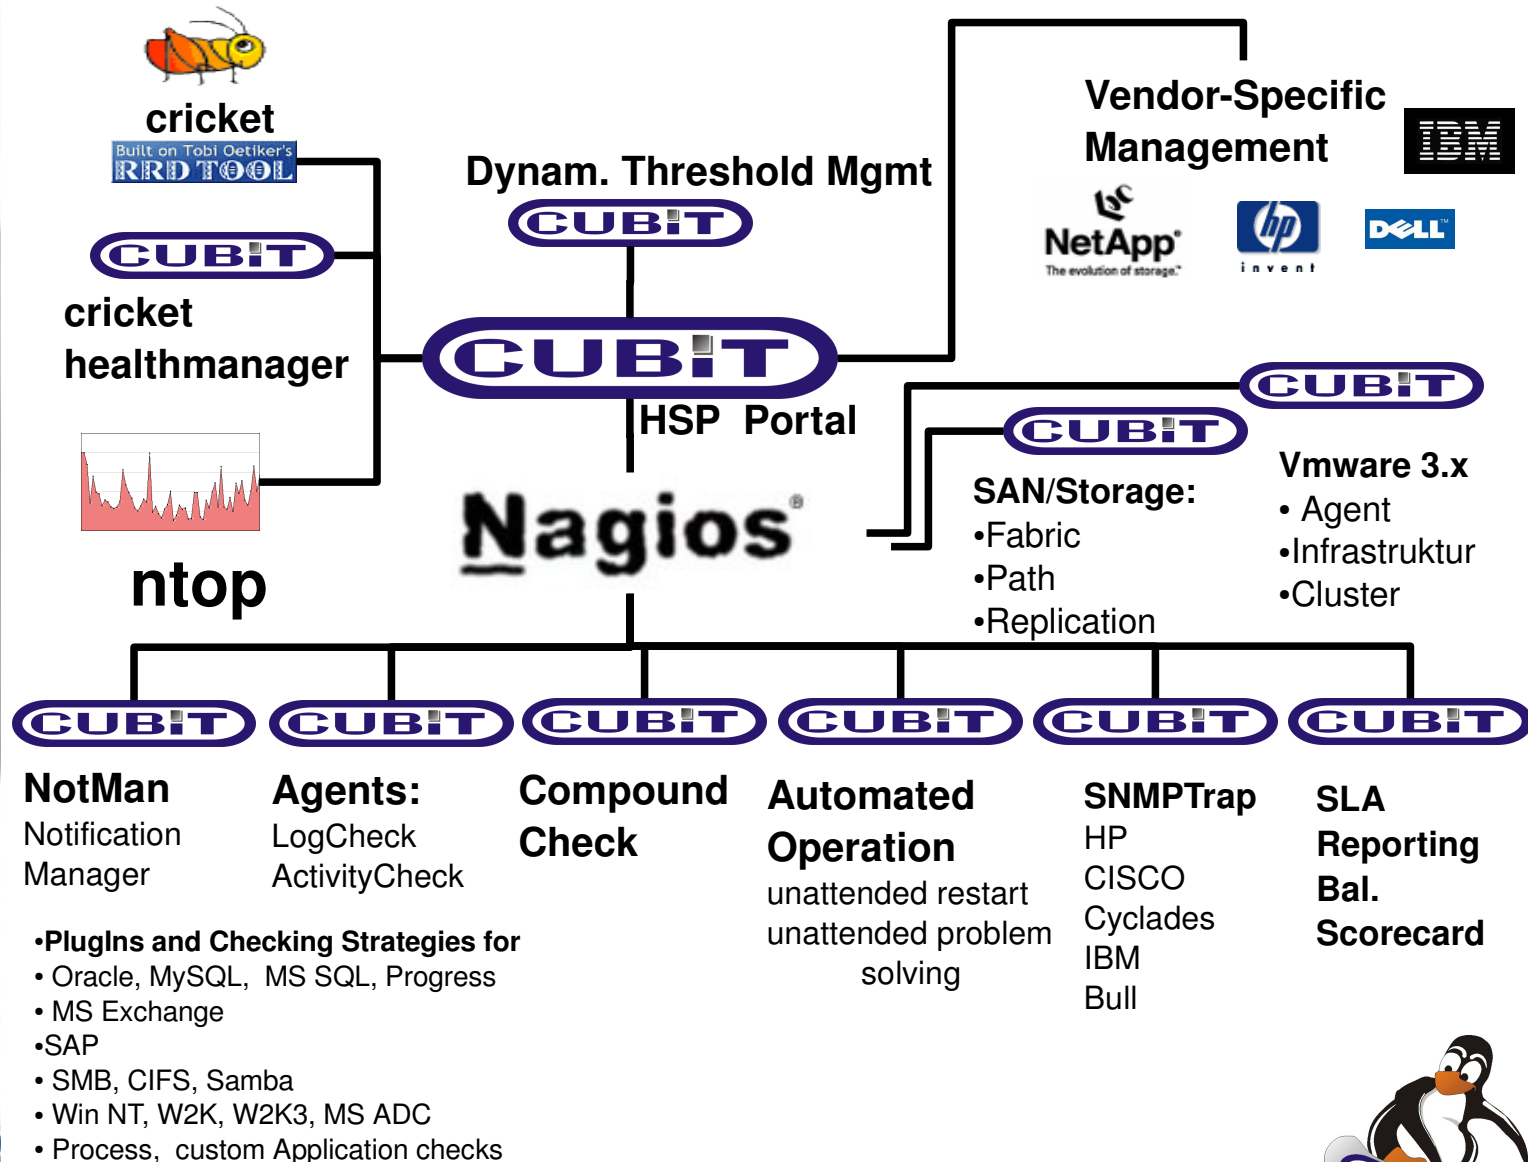 cricket
Built on Tobi Oetiker's
RRDTOOL
CUBiT
cricket
healthmanager
ntop
Dynam. Threshold Mgmt
CUBiT
CUBiT
HSP Portal
Nagios®
Vendor-Specific
Management
IBM
NetApp®
The evolution of storage.™
hp
invent
DELL™
CUBiT
SAN/Storage:
•Fabric
•Path
•Replication
CUBiT
Vmware 3.x
• Agent
•Infrastruktur
•Cluster
CUBiT
NotMan
Notification
Manager
CUBiT
Agents:
LogCheck
ActivityCheck
CUBiT
Compound
Check
CUBiT
Automated
Operation
unattended restart
unattended problem
solving
CUBiT
SNMPTrap
HP
CISCO
Cyclades
IBM
Bull
CUBiT
SLA
Reporting
Bal.
Scorecard
•PlugIns and Checking Strategies for
• Oracle, MySQL, MS SQL, Progress
• MS Exchange
•SAP
• SMB, CIFS, Samba
• Win NT, W2K, W2K3, MS ADC
• Process, custom Application checks